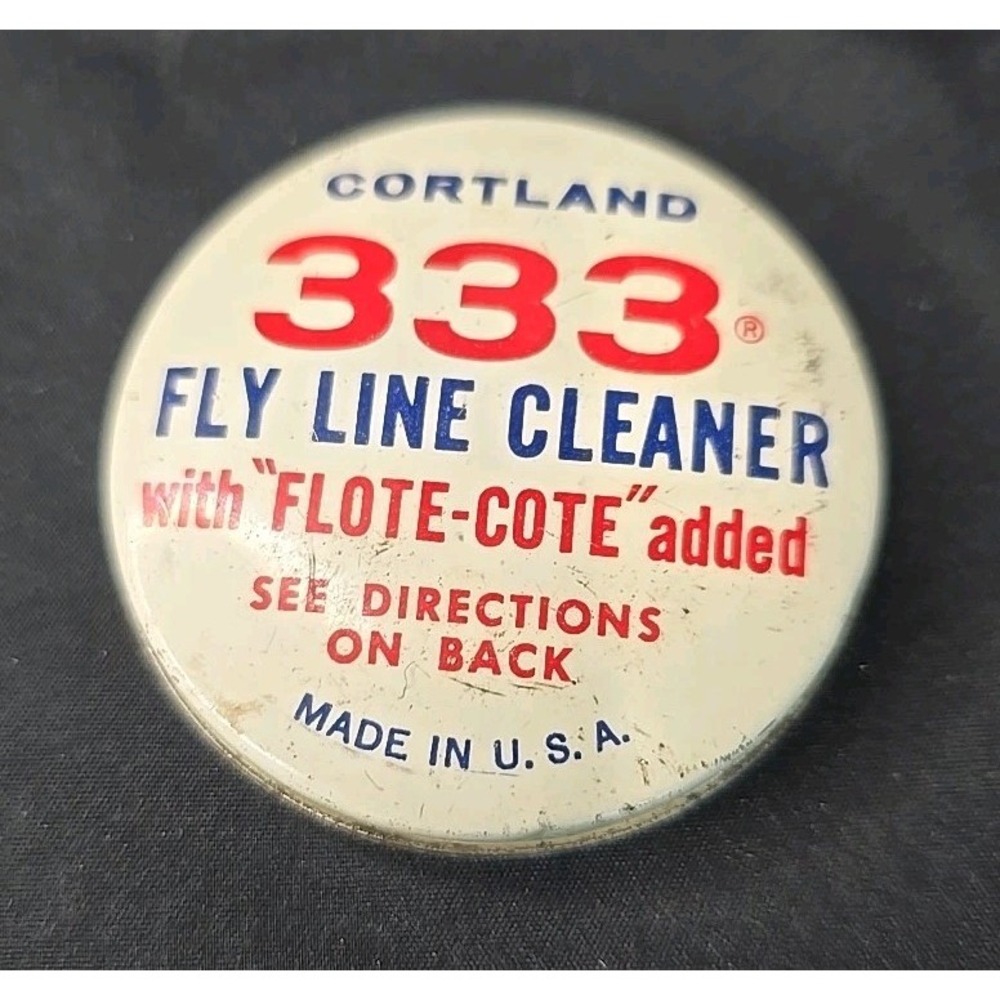 CORTLAND
333®
FLY LINE CLEANER
with "FLOTE-COTE" added
SEE DIRECTIONS
ON BACK
MADE IN U. S. A.